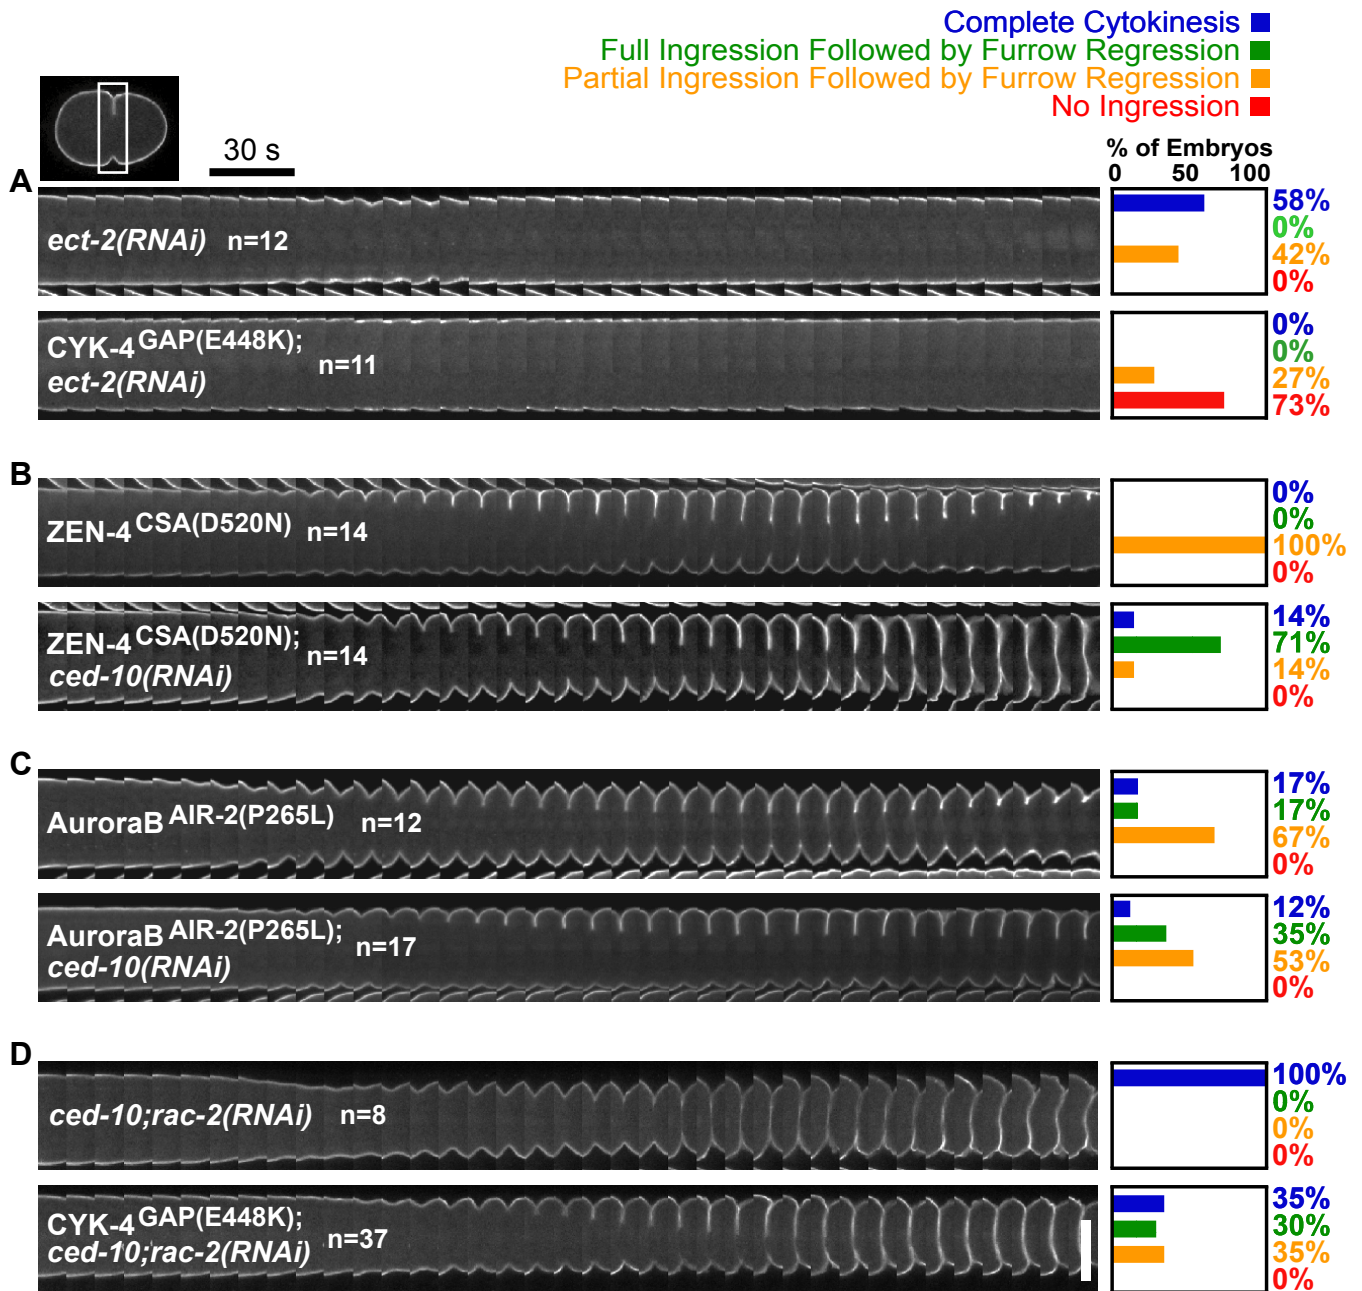 Complete Cytokinesis
Full Ingression Followed by Furrow Regression
Partial Ingression Followed by Furrow Regression
No Ingression
30 s
% of Embryos
0 50 100
A
ect-2(RNAi) n=12
58%
0%
42%
0%
CYK-4 GAP(E448K);
ect-2(RNAi)
n=11
0%
0%
27%
73%
B
ZEN-4 CSA(D520N) n=14
0%
0%
100%
0%
ZEN-4 CSA(D520N);
ced-10(RNAi)
n=14
14%
71%
14%
0%
C
AuroraB AIR-2(P265L) n=12
17%
17%
67%
0%
AuroraB AIR-2(P265L);
ced-10(RNAi)
n=17
12%
35%
53%
0%
D
ced-10;rac-2(RNAi) n=8
100%
0%
0%
0%
CYK-4 GAP(E448K);
ced-10;rac-2(RNAi)
n=37
35%
30%
35%
0%